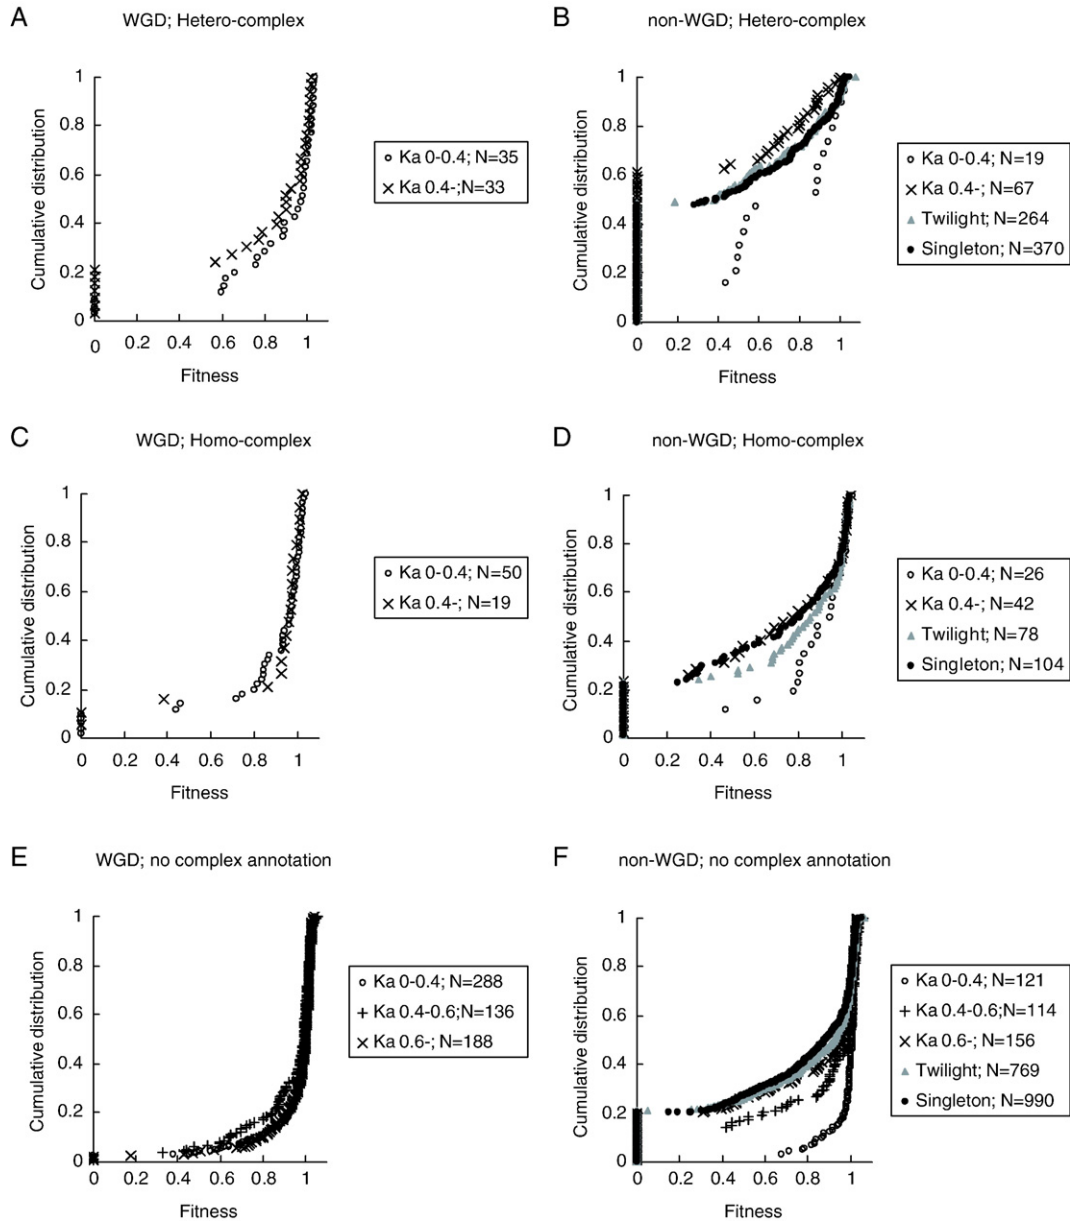 A
WGD; Hetero-complex
Cumulative distribution
1
0.8
0.6
0.4
0.2
0
0 0.2 0.4 0.6 0.8 1
Fitness
Ka 0-0.4; N=35
Ka 0.4-;N=33
B
non-WGD; Hetero-complex
Cumulative distribution
1
0.8
0.6
0.4
0.2
0
0 0.2 0.4 0.6 0.8 1
Fitness
Ka 0-0.4; N=19
Ka 0.4-; N=67
Twilight; N=264
Singleton; N=370
C
WGD; Homo-complex
Cumulative distribution
1
0.8
0.6
0.4
0.2
0
0 0.2 0.4 0.6 0.8 1
Fitness
Ka 0-0.4; N=50
Ka 0.4-; N=19
D
non-WGD; Homo-complex
Cumulative distribution
1
0.8
0.6
0.4
0.2
0
0 0.2 0.4 0.6 0.8 1
Fitness
Ka 0-0.4; N=26
Ka 0.4-; N=42
Twilight; N=78
Singleton; N=104
E
WGD; no complex annotation
Cumulative distribution
1
0.8
0.6
0.4
0.2
0
0 0.2 0.4 0.6 0.8 1
Fitness
Ka 0-0.4; N=288
Ka 0.4-0.6;N=136
Ka 0.6-; N=188
F
non-WGD; no complex annotation
Cumulative distribution
1
0.8
0.6
0.4
0.2
0
0 0.2 0.4 0.6 0.8 1
Fitness
Ka 0-0.4; N=121
Ka 0.4-0.6; N=114
Ka 0.6-; N=156
Twilight; N=769
Singleton; N=990